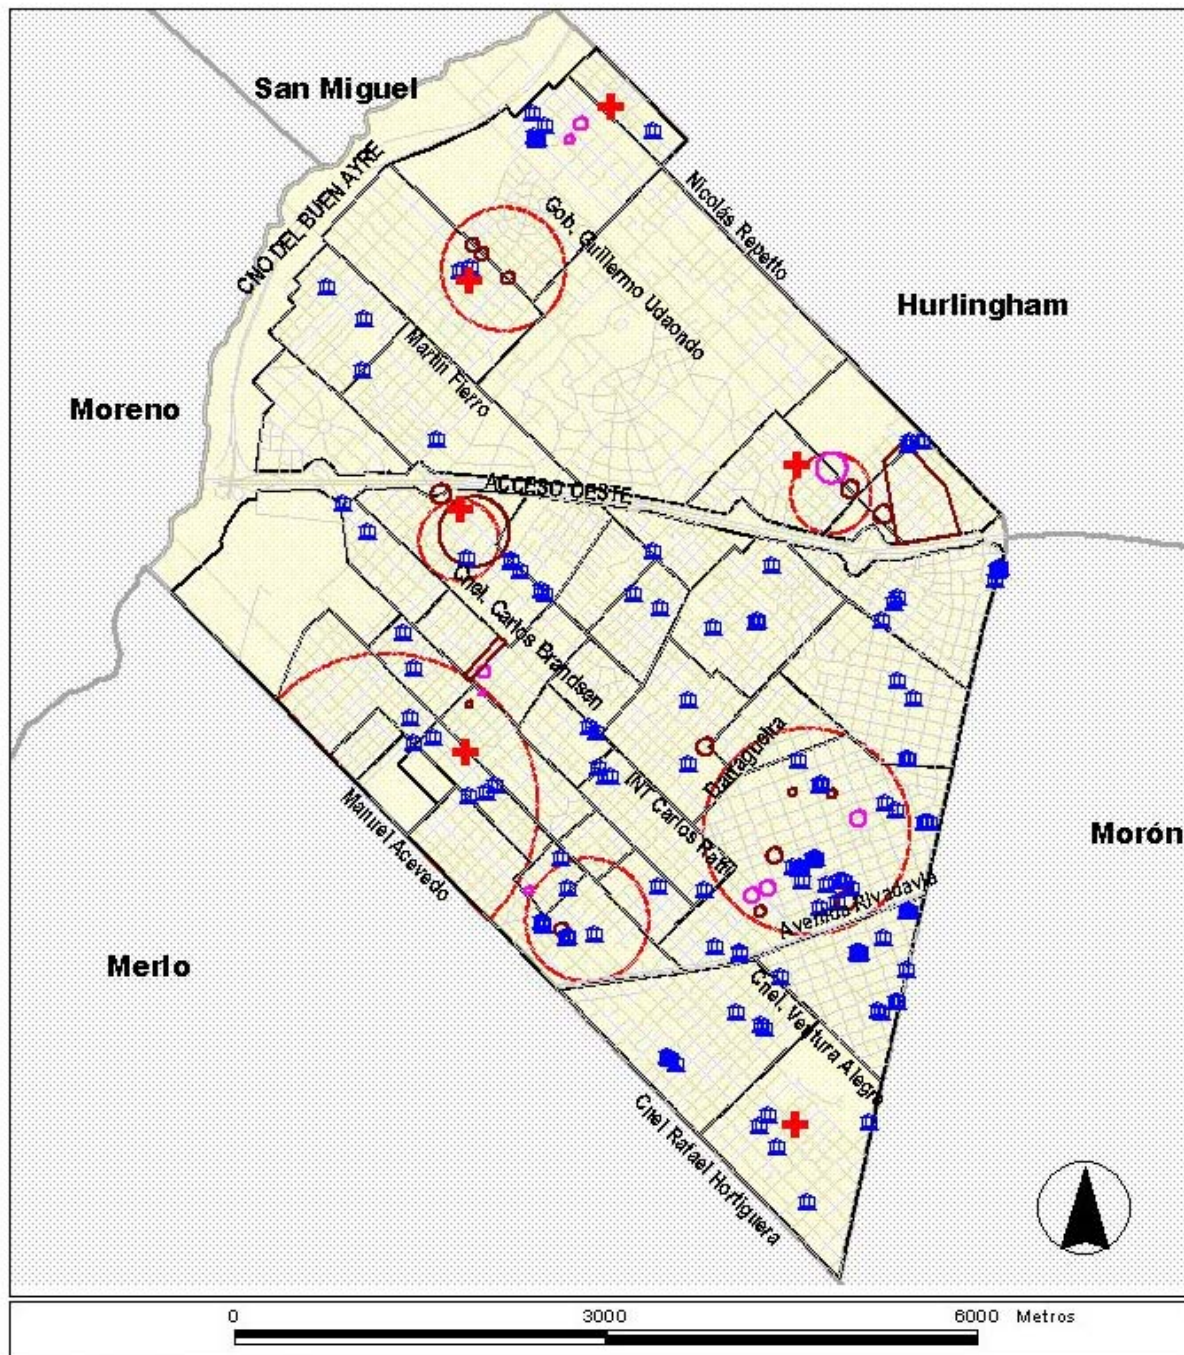 San Miguel
CNO DEL BUEN AYRE
Nicolás Repetto
Gob. Guillermo Udaondo
Hurlingham
Martín Fierro
Moreno
ACCESO OESTE
Cnel. Carlos Brandsen
Dartagueira
INT Carlos Ratti
Manuel Acevedo
Morón
Avenida Rivadavia
Merlo
Cnel. Ventura Alegre
Cnel Rafael Hortiguera
0 3000 6000 Metros